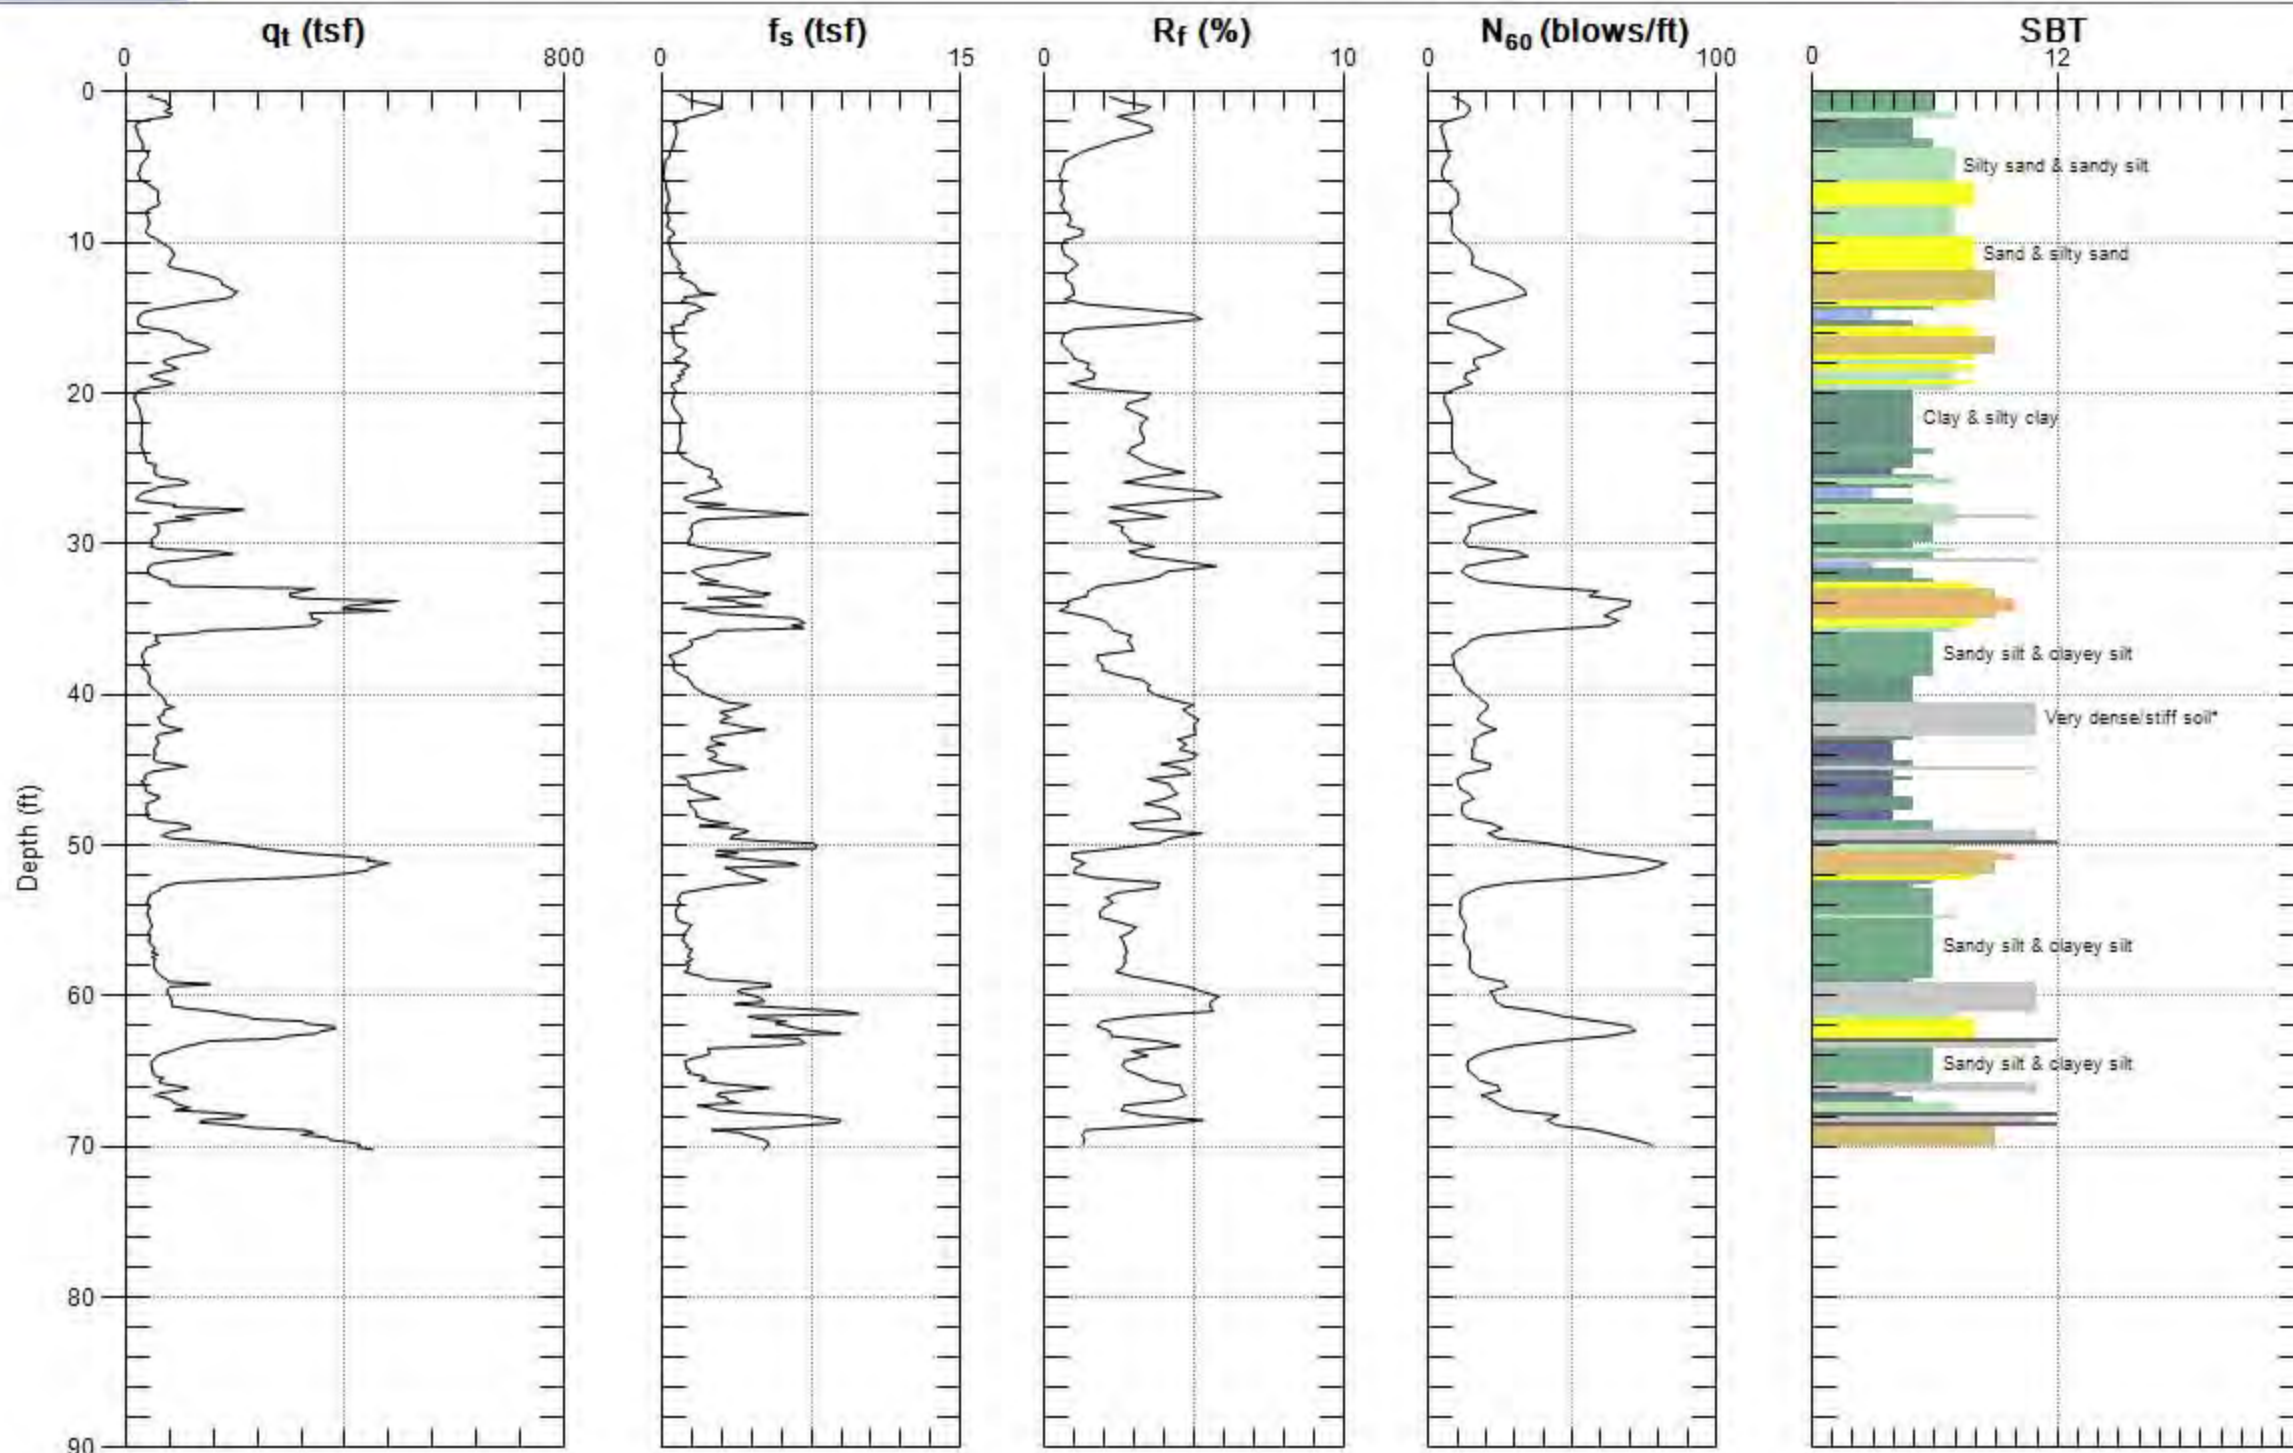 qt (tsf) fs (tsf) Rf (%) N60 (blows/ft) SBT
0 800 0 15 0 10 0 100 0 12
0
Silty sand & sandy silt
10
Sand & silty sand
20
Clay & silty clay
30
Sandy silt & clayey silt
40
Very dense/stiff soil*
Depth (ft)
50
Sandy silt & clayey silt
60
Sandy silt & clayey silt
70
80
90